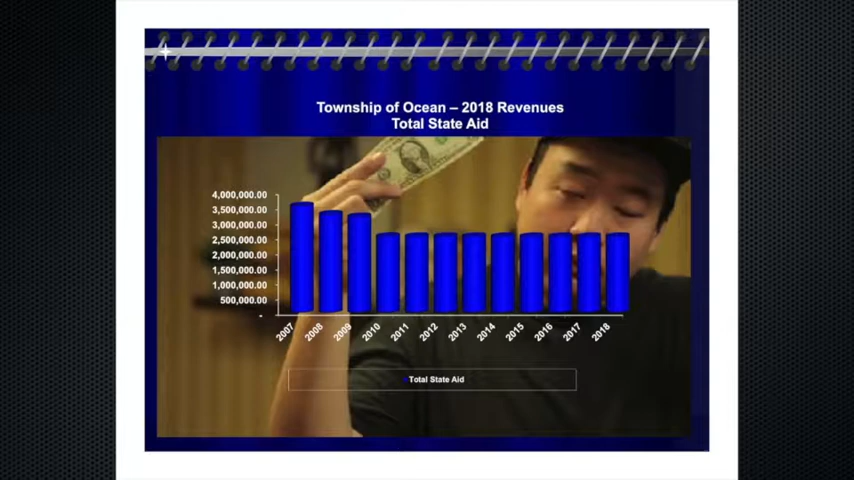 Township of Ocean – 2018 Revenues
Total State Aid
4,000,000.00
3,500,000.00
3,000,000.00
2,500,000.00
2,000,000.00
1,500,000.00
1,000,000.00
500,000.00
-
2007 2008 2009 2010 2011 2012 2013 2014 2015 2016 2017 2018
Total State Aid